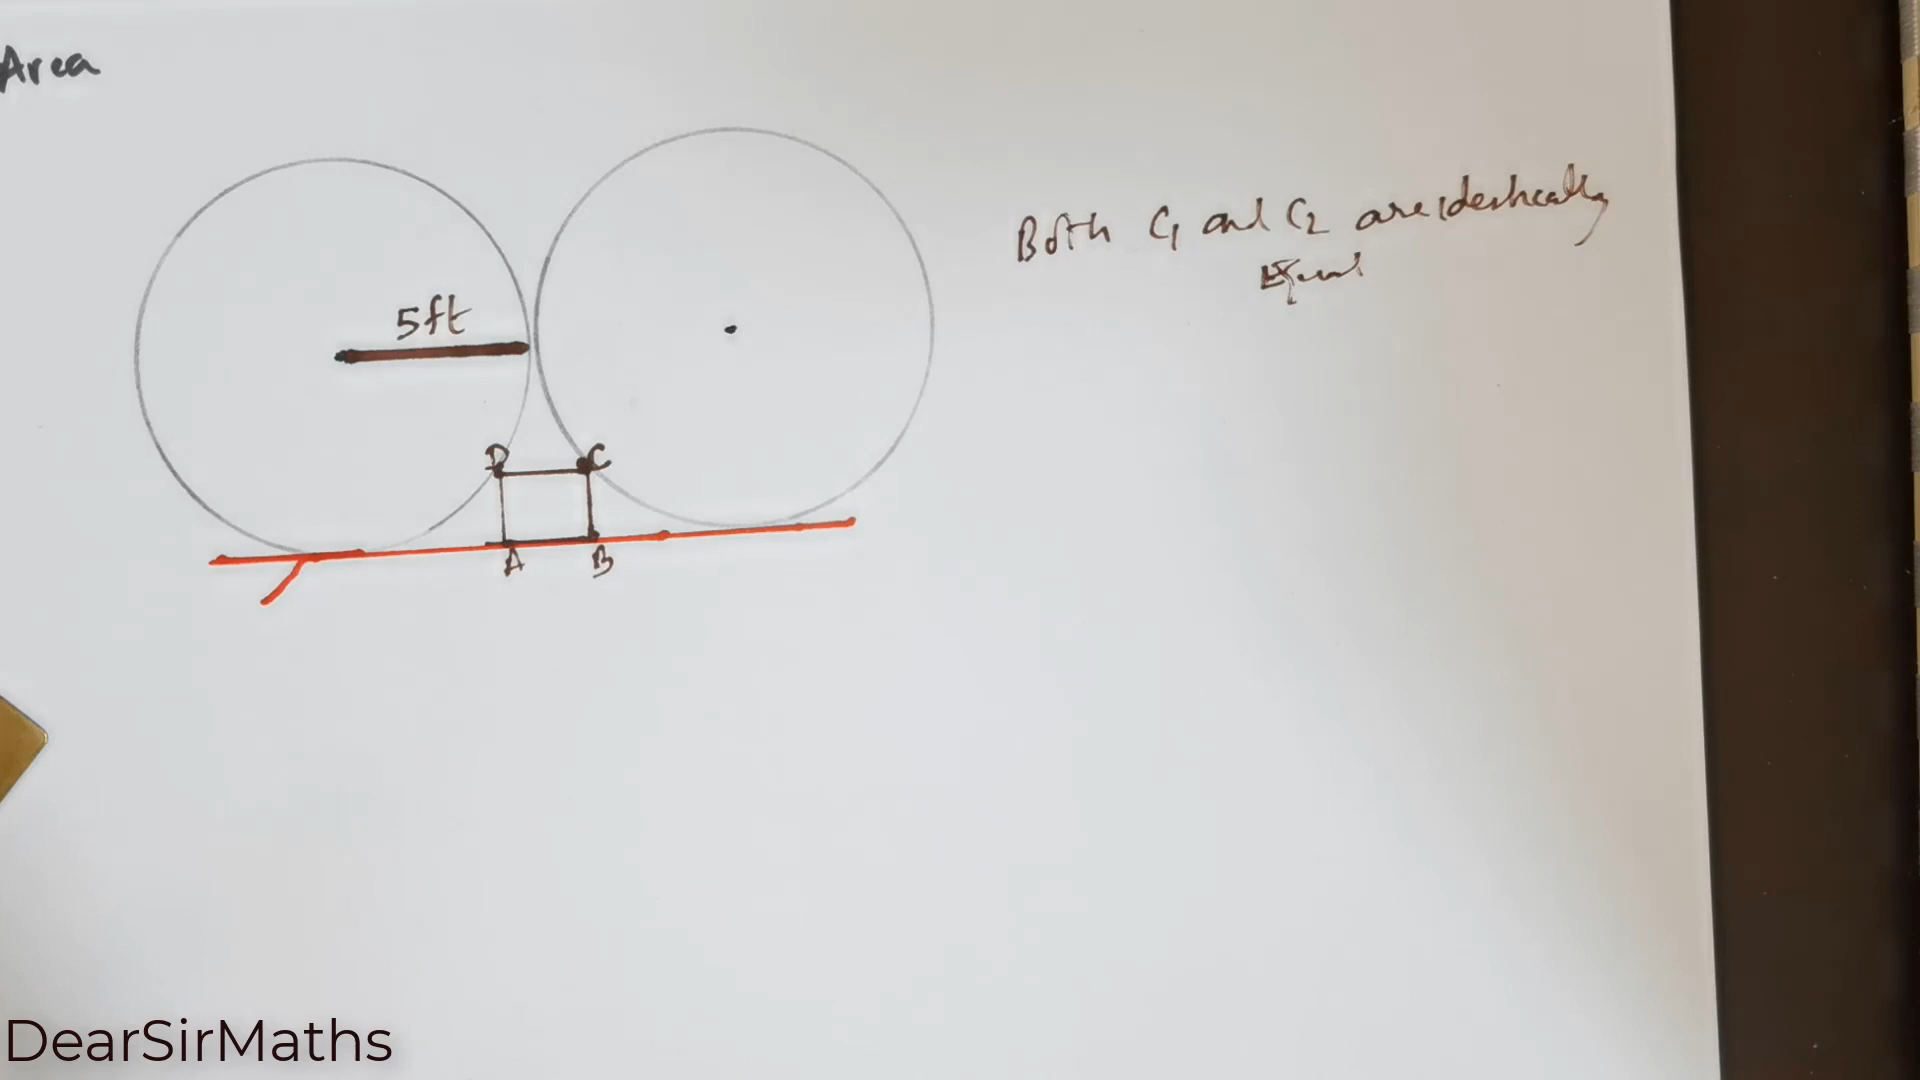 Area
Both C1 and C2 are identically
Equal
5ft
D C
A B
DearSirMaths